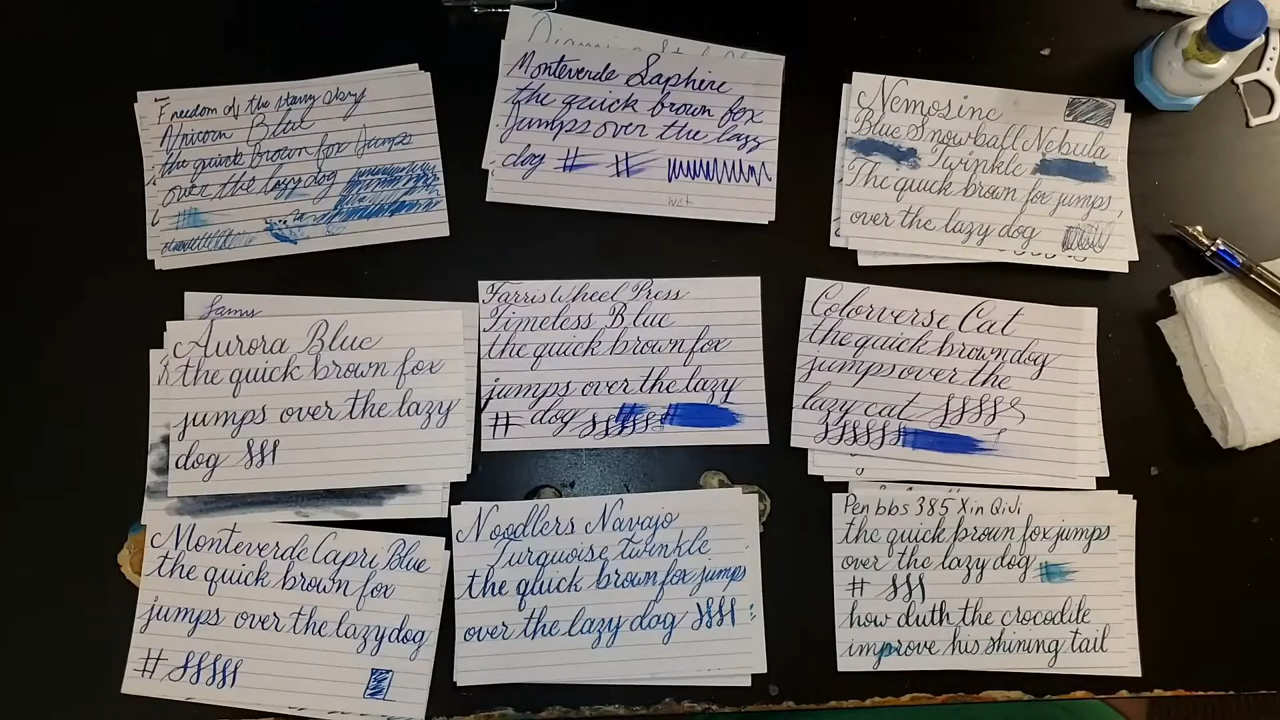 Freedom of the starry skys
Unicorn Blue
the quick brown fox Jumps
over the lazy dog
Monteverde Saphire
the quick brown fox
Jumps over the lazy
dog # #
wet
Nemosine
Blue Snowball Nebula
Twinkle
The quick brown fox jumps,
over the lazy dog
Lamy
Aurora Blue
the quick brown fox
jumps over the lazy
dog
Farris Wheel Press
Timeless Blue
the quick brown fox
jumps over the lazy
# dog
Colorverse Cat
the quick brown dog
jumps over the
lazy cat
Monteverde Capri Blue
the quick brown fox
jumps over the lazy dog
#
Noodlers Navajo
Turquoise twinkle
the quick brown fox jumps
over the lazy dog
Pen bbs 385 Xin QiJi
the quick brown fox jumps
over the lazy dog
#
how duth the crocodile
improve his shining tail